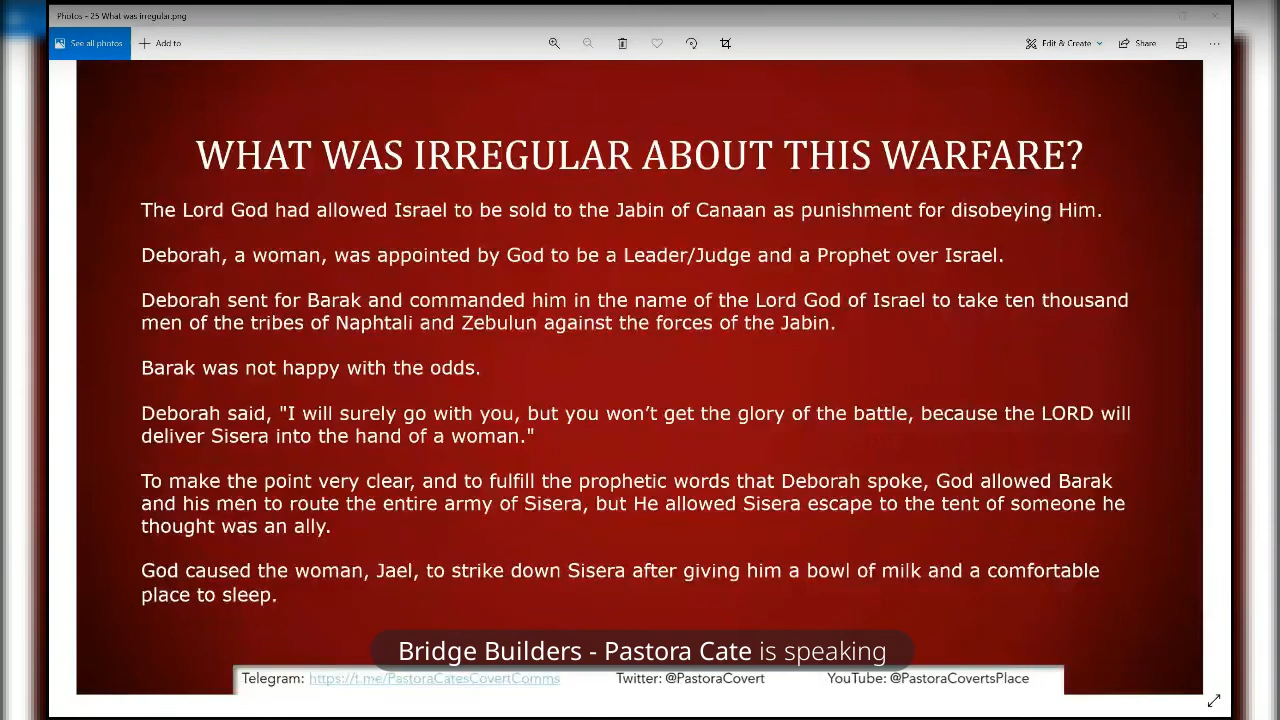 Photos - 25 What was irregular.png
See all photos
Add to
Edit & Create
Share
WHAT WAS IRREGULAR ABOUT THIS WARFARE?
The Lord God had allowed Israel to be sold to the Jabin of Canaan as punishment for disobeying Him.
Deborah, a woman, was appointed by God to be a Leader/Judge and a Prophet over Israel.
Deborah sent for Barak and commanded him in the name of the Lord God of Israel to take ten thousand
men of the tribes of Naphtali and Zebulun against the forces of the Jabin.
Barak was not happy with the odds.
Deborah said, "I will surely go with you, but you won’t get the glory of the battle, because the LORD will
deliver Sisera into the hand of a woman."
To make the point very clear, and to fulfill the prophetic words that Deborah spoke, God allowed Barak
and his men to route the entire army of Sisera, but He allowed Sisera escape to the tent of someone he
thought was an ally.
God caused the woman, Jael, to strike down Sisera after giving him a bowl of milk and a comfortable
place to sleep.
Bridge Builders - Pastora Cate is speaking
Telegram: https://t.me/PastoraCatesCovertComms Twitter: @PastoraCovert YouTube: @PastoraCovertsPlace